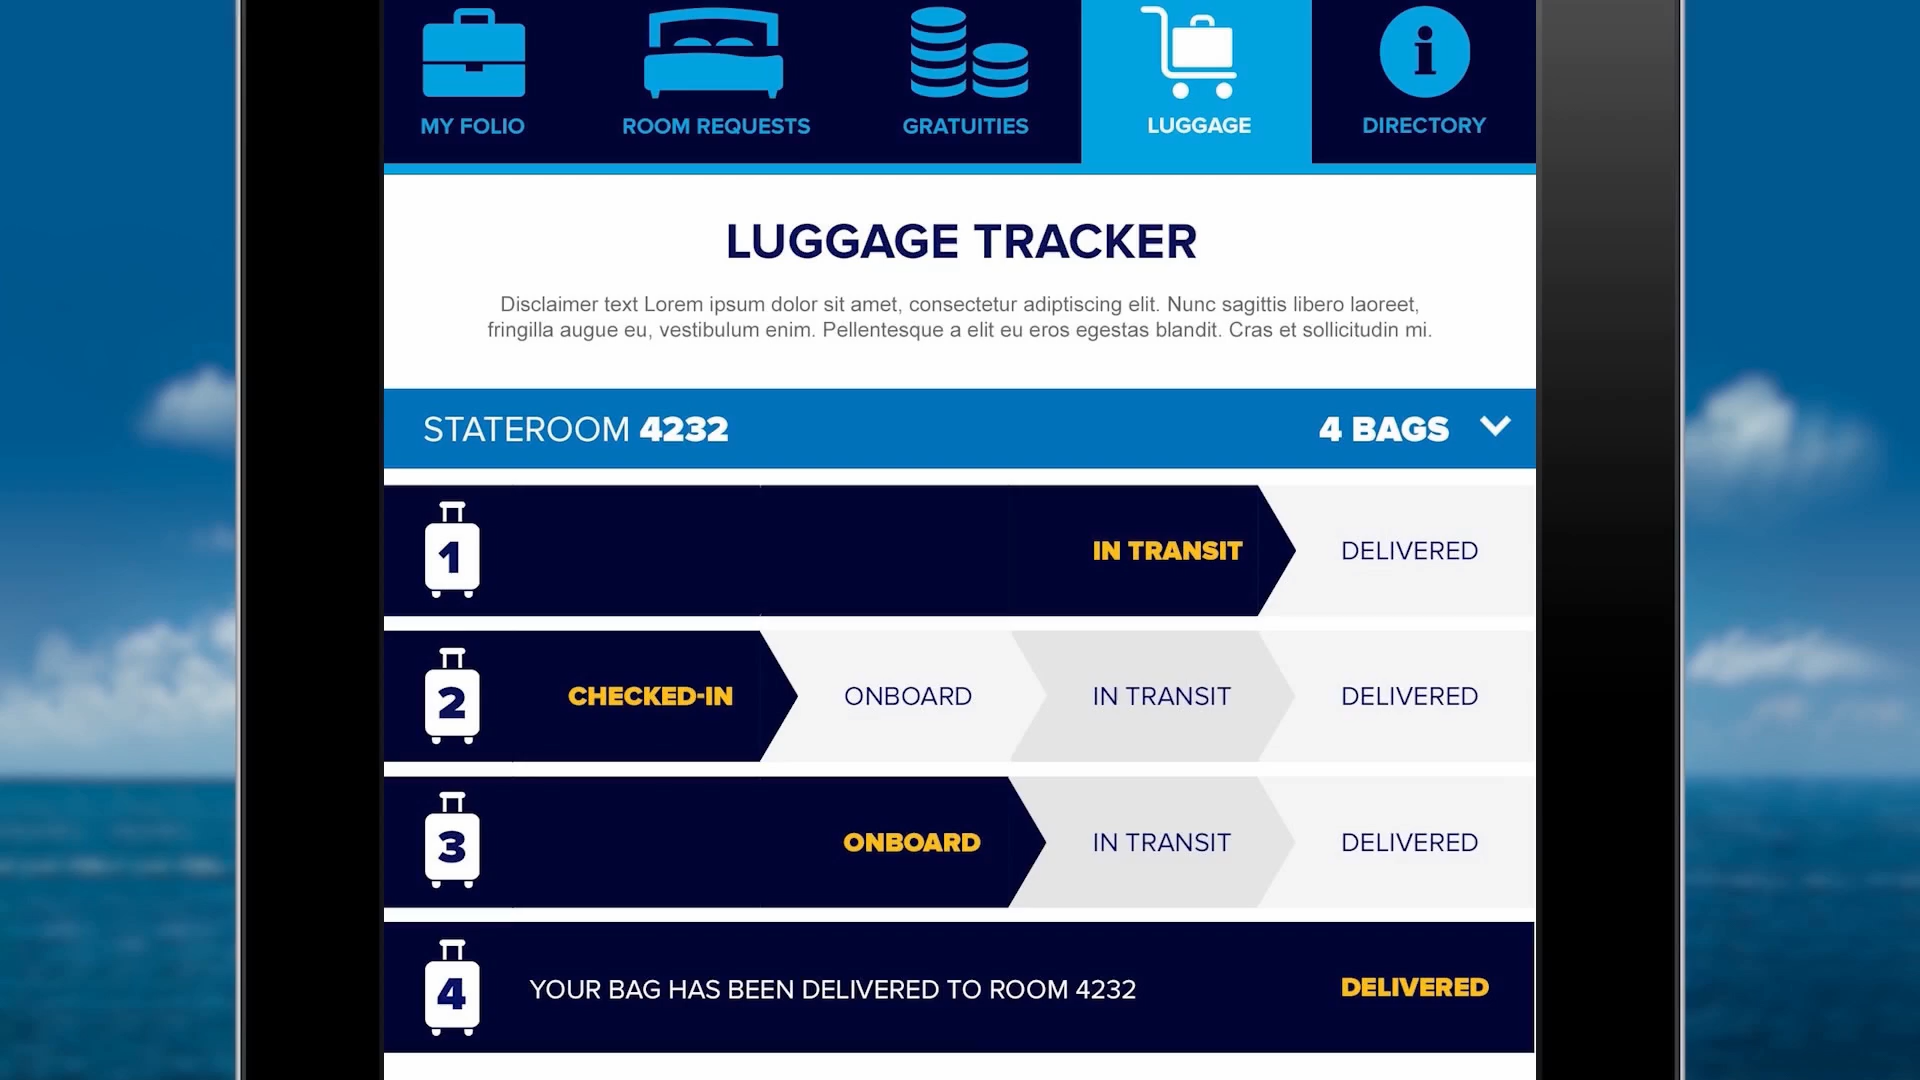 MY FOLIO
ROOM REQUESTS
GRATUITIES
LUGGAGE
i
DIRECTORY
LUGGAGE TRACKER
Disclaimer text Lorem ipsum dolor sit amet, consectetur adipiscing elit. Nunc sagittis libero laoreet,
fringilla augue eu, vestibulum enim. Pellentesque a elit eu eros egestas blandit. Cras et sollicitudin mi.
STATEROOM 4232 4 BAGS
1 IN TRANSIT DELIVERED
2 CHECKED-IN ONBOARD IN TRANSIT DELIVERED
3 ONBOARD IN TRANSIT DELIVERED
4 YOUR BAG HAS BEEN DELIVERED TO ROOM 4232 DELIVERED